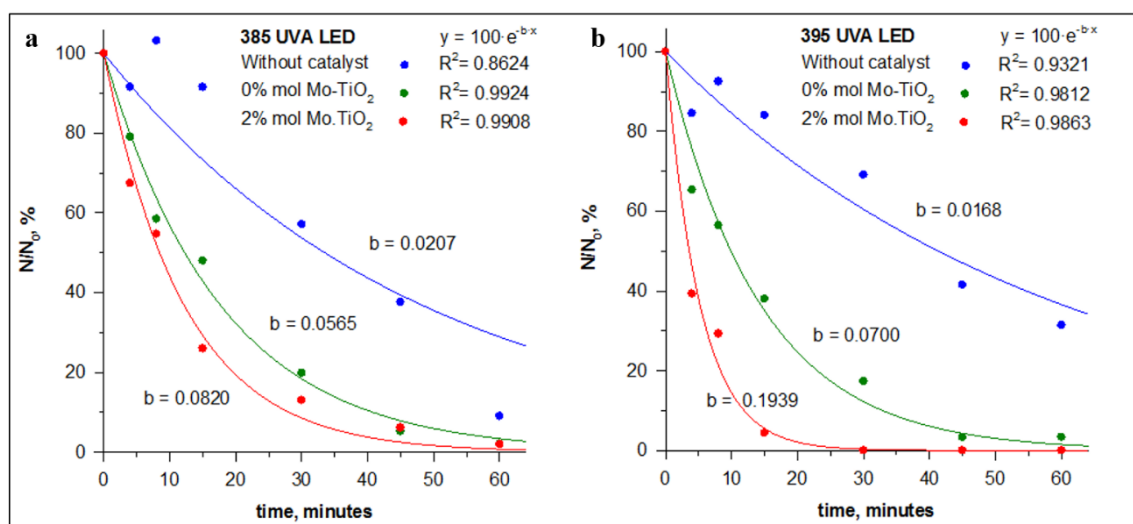 a
385 UVA LED
y = 100·e⁻ᵇ·ˣ
Without catalyst
R²= 0.8624
0% mol Mo-TiO₂
R²= 0.9924
2% mol Mo.TiO₂
R²= 0.9908
100
80
60
40
20
0
N/N₀, %
b = 0.0207
b = 0.0565
b = 0.0820
0 10 20 30 40 50 60
time, minutes
b
395 UVA LED
y = 100·e⁻ᵇ·ˣ
Without catalyst
R²= 0.9321
0% mol Mo-TiO₂
R²= 0.9812
2% mol Mo.TiO₂
R²= 0.9863
100
80
60
40
20
0
N/N₀, %
b = 0.0168
b = 0.0700
b = 0.1939
0 10 20 30 40 50 60
time, minutes